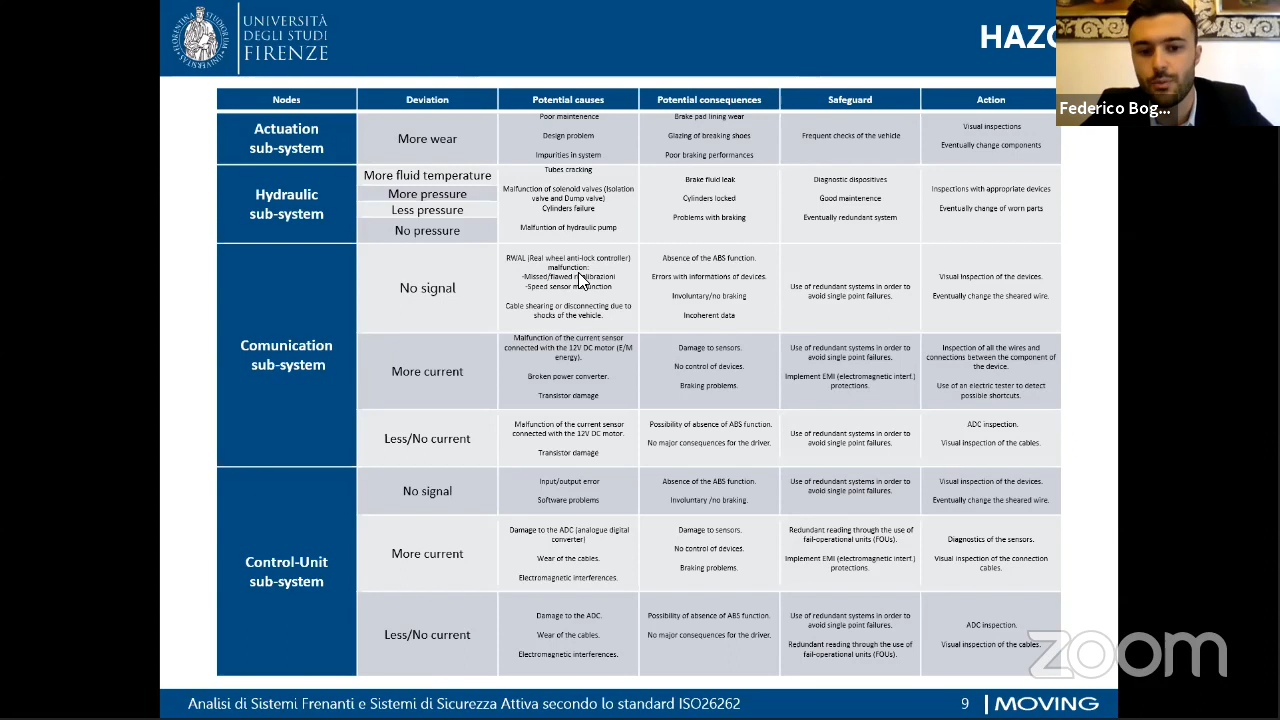 UNIVERSITÀ
DEGLI STUDI
FIRENZE
Federico Bog...
Nodes
Deviation
Potential causes
Potential consequences
Safeguard
Action
Actuation
sub-system
More wear
Poor maintenence
Design problem
Impurities in system
Brake pad lining wear
Glazing of breaking shoes
Poor braking performances
Frequent checks of the vehicle
Visual inspections
Eventually change components
Hydraulic
sub-system
More fluid temperature
More pressure
Less pressure
No pressure
Tubes cracking
Malfunction of solenoid valves (Isolation
valve and Dump valve)
Cylinders failure
Malfuntion of hydraulic pump
Brake fluid leak
Cylinders locked
Problems with braking
Diagnostic dispositives
Good maintenence
Eventually redundant system
Inspections with appropriate devices
Eventually change of worn parts
Comunication
sub-system
No signal
RWAL (Real wheel anti-lock controller)
malfunction:
-Missed/flawed
-Speed sensor
Cable shearing or disconnecting due to
shocks of the vehicle.
Absence of the ABS function.
Errors with informations of devices.
Involuntary/no braking
Incoherent data
Use of redundant systems in order to
avoid single point failures.
Visual Inspection of the devices.
Eventually change the sheared wire.
More current
Malfunction of the current sensor
connected with the 12V DC motor (E/M
energy).
Broken power converter.
Transistor damage
Damage to sensors.
No control of devices.
Braking problems.
Use of redundant systems in order to
avoid single point failures.
Implement EMI (electromagnetic interf.)
protections.
Inspection of all the wires and
connections between the component of
the device.
Use of an electric tester to detect
possible shortcuts.
Less/No current
Malfunction of the current sensor
connected with the 12V DC motor.
Transistor damage
Possibility of absence of ABS function.
No major consequences for the driver.
Use of redundant systems in order to
avoid single point failures.
ADC inspection.
Visual inspection of the cables.
Control-Unit
sub-system
No signal
Input/output error
Software problems
Absence of the ABS function.
Involuntary /no braking.
Use of redundant systems in order to
avoid single point failures.
Visual inspection of the devices.
Eventually change the sheared wire.
More current
Damage to the ADC (analogue digital
converter)
Wear of the cables.
Electromagnetic interferences.
Damage to sensors.
No control of devices.
Braking problems.
Redundant reading through the use of
fail-operational units (FOUs).
Implement EMI (electromagnetic interf.)
protections.
Diagnostics of the sensors.
Visual inspection of the connection
cables.
Less/No current
Damage to the ADC.
Wear of the cables.
Electromagnetic interferences.
Possibility of absence of ABS function.
No major consequences for the driver.
Use of redundant systems in order to
avoid single point failures.
Redundant reading through the use of
fail-operational units (FOUs).
ADC inspection.
Visual inspection of the cables.
zoom
Analisi di Sistemi Frenanti e Sistemi di Sicurezza Attiva secondo lo standard ISO26262
9
MOVING